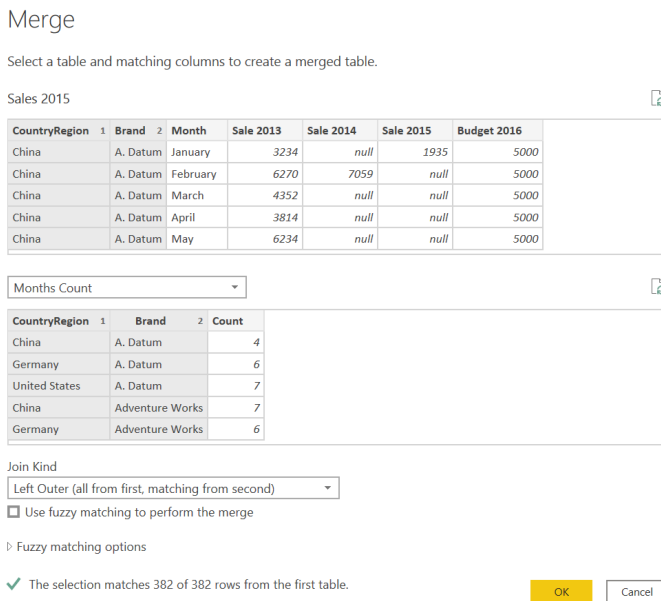 Merge
Select a table and matching columns to create a merged table.
Sales 2015
CountryRegion 1 Brand 2 Month Sale 2013 Sale 2014 Sale 2015 Budget 2016
China A. Datum January 3234 null 1935 5000
China A. Datum February 6270 7059 null 5000
China A. Datum March 4352 null null 5000
China A. Datum April 3814 null null 5000
China A. Datum May 6234 null null 5000
Months Count
CountryRegion 1 Brand 2 Count
China A. Datum 4
Germany A. Datum 6
United States A. Datum 7
China Adventure Works 7
Germany Adventure Works 6
Join Kind
Left Outer (all from first, matching from second)
Use fuzzy matching to perform the merge
Fuzzy matching options
The selection matches 382 of 382 rows from the first table.
OK Cancel